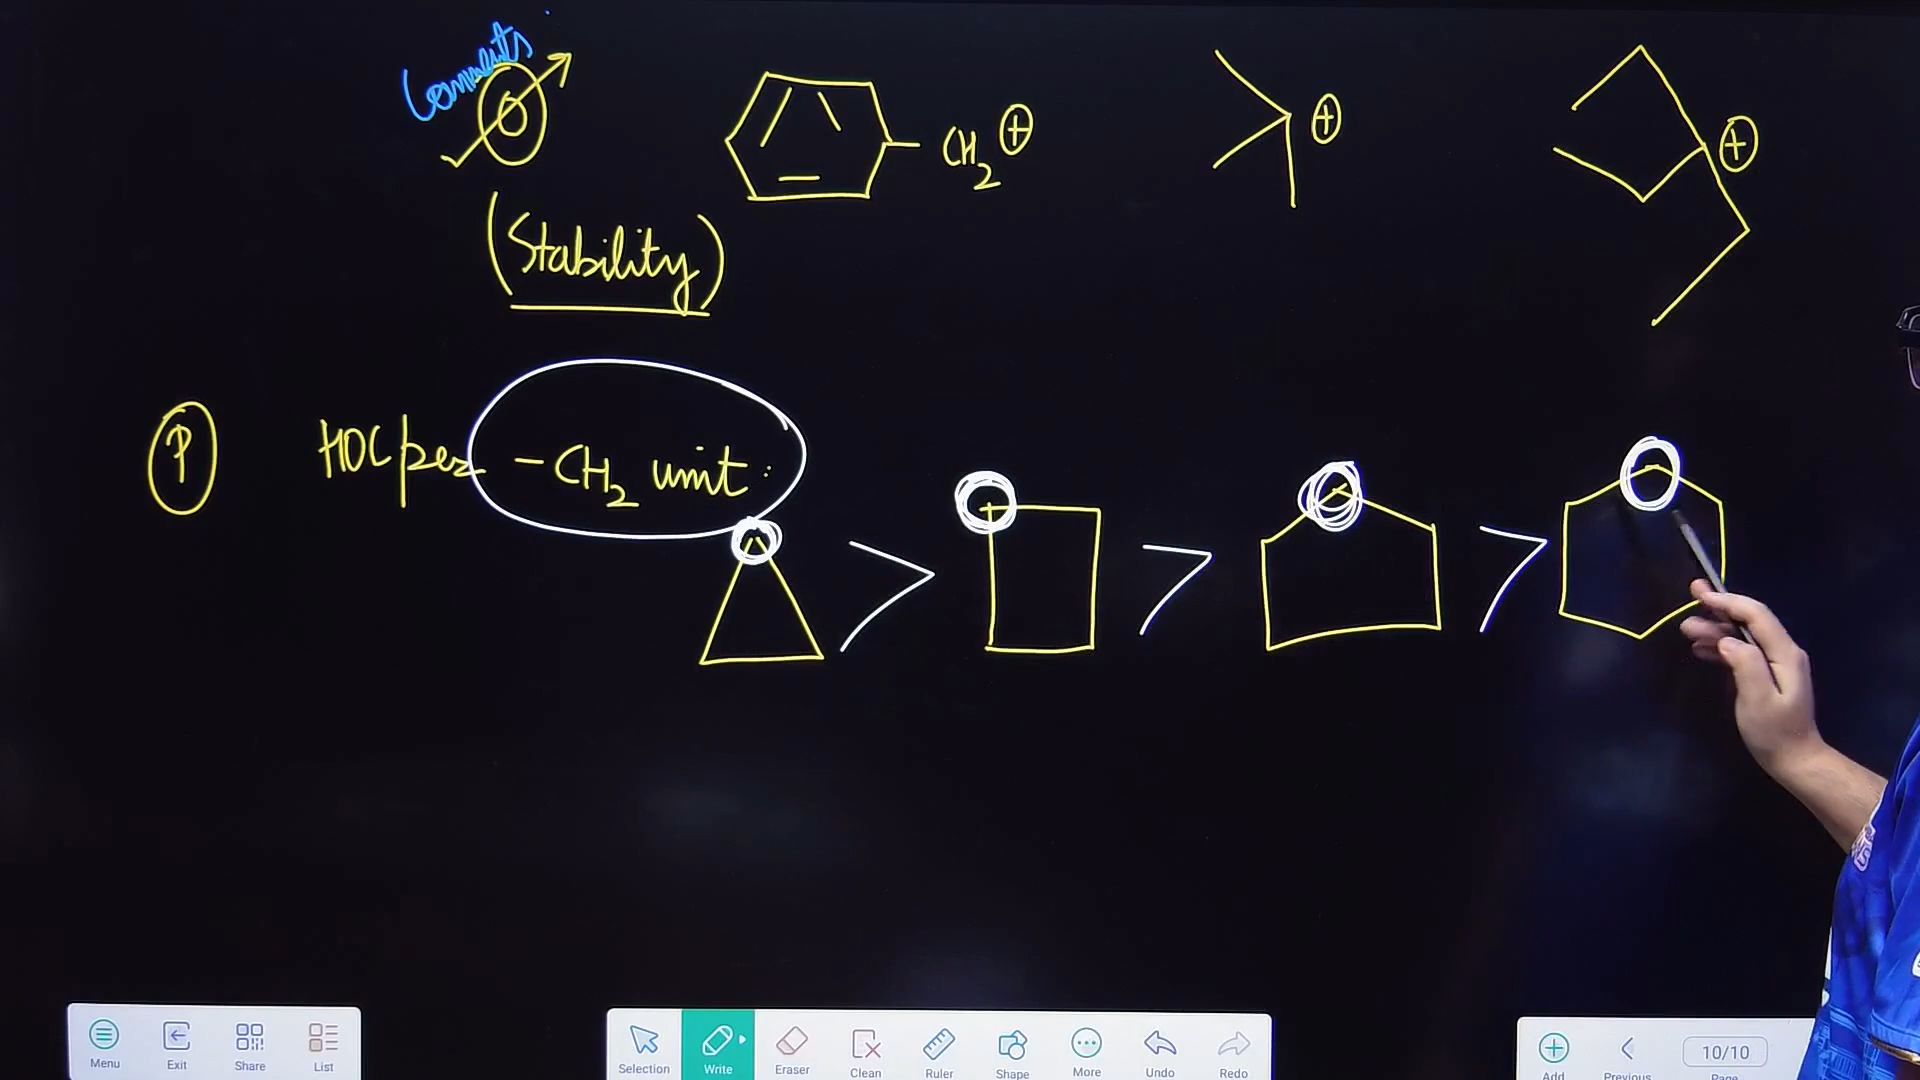 Comments
CH2 ⊕
⊕
⊕
(Stability)
P
HOC per -CH2 unit:
> > >
Menu Exit Share List
Selection Write Eraser Clean Ruler Shape More Undo Redo
Add Previous 10/10 Page